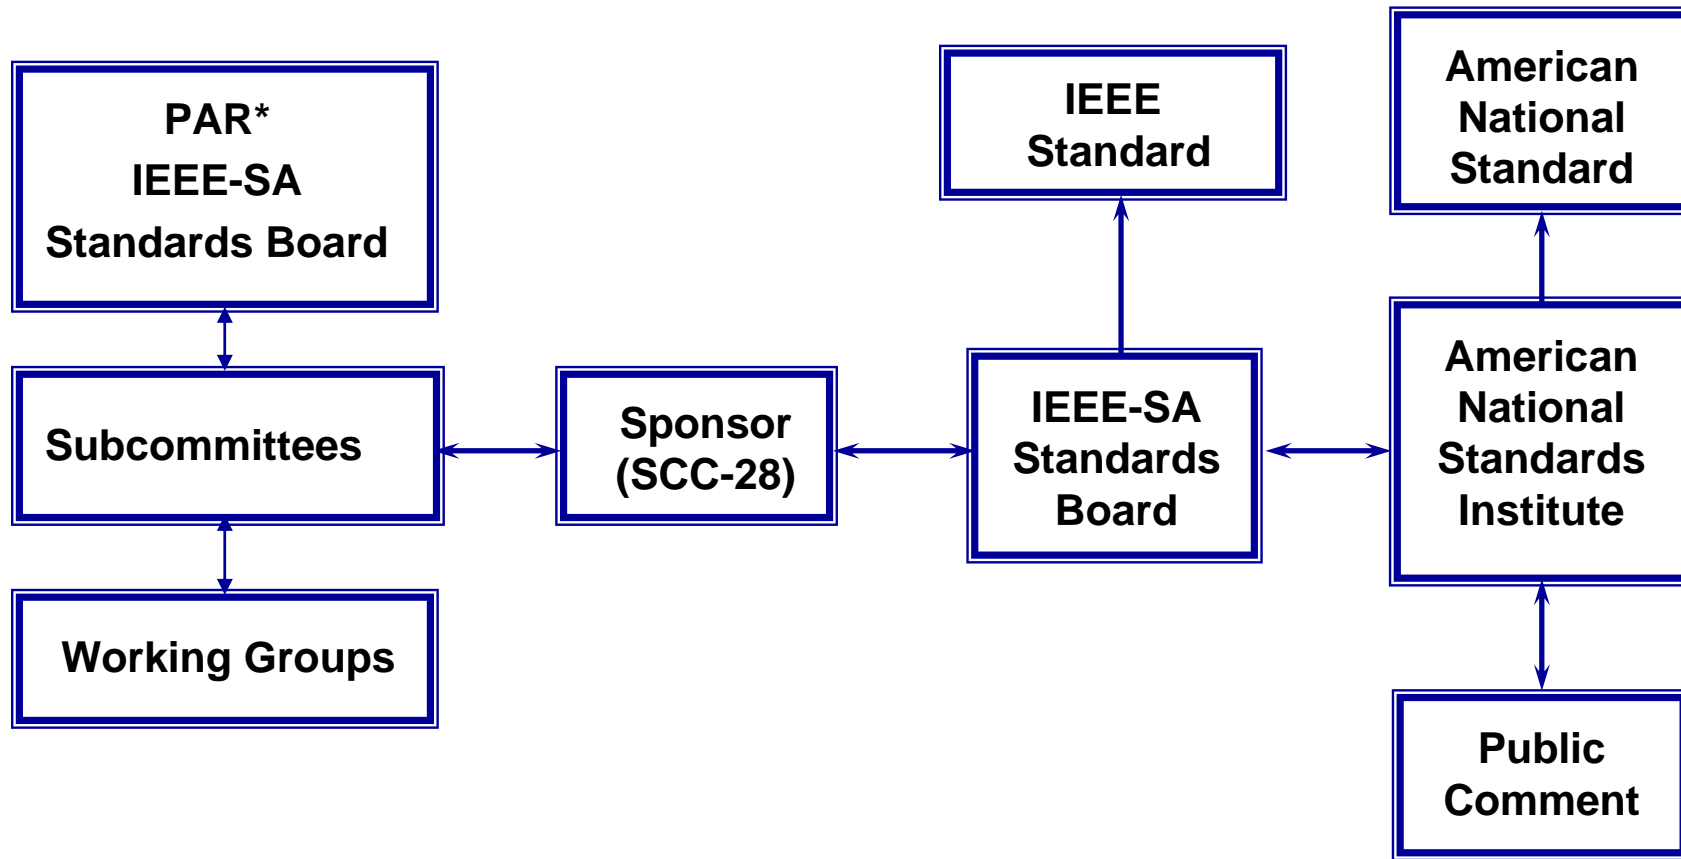 PAR*
IEEE-SA
Standards Board
Subcommittees
Working Groups
Sponsor
(SCC-28)
IEEE
Standard
IEEE-SA
Standards
Board
American
National
Standard
American
National
Standards
Institute
Public
Comment